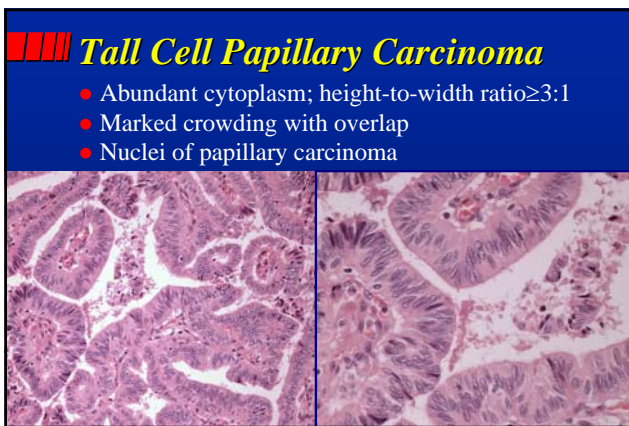 Tall Cell Papillary Carcinoma
● Abundant cytoplasm; height-to-width ratio≥3:1
● Marked crowding with overlap
● Nuclei of papillary carcinoma